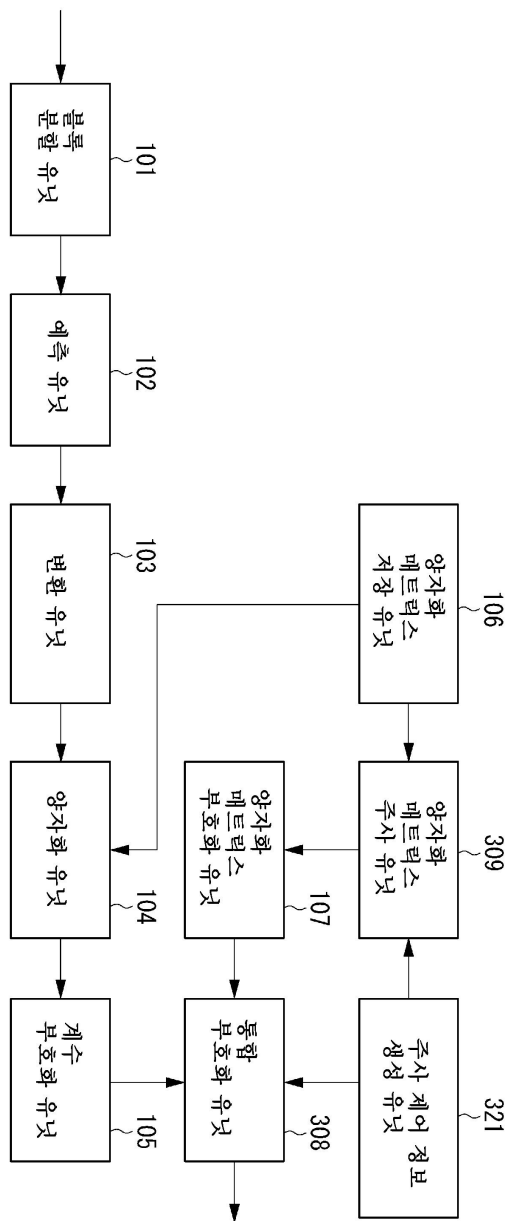 블록
분할 유닛
101
예측 유닛
102
변환 유닛
103
양자화 유닛
104
계수
부호화 유닛
105
양자화
매트릭스
저장 유닛
106
양자화
매트릭스
부호화 유닛
107
통합
부호화 유닛
308
양자화
매트릭스
주사 유닛
309
주사 제어 정보
생성 유닛
321